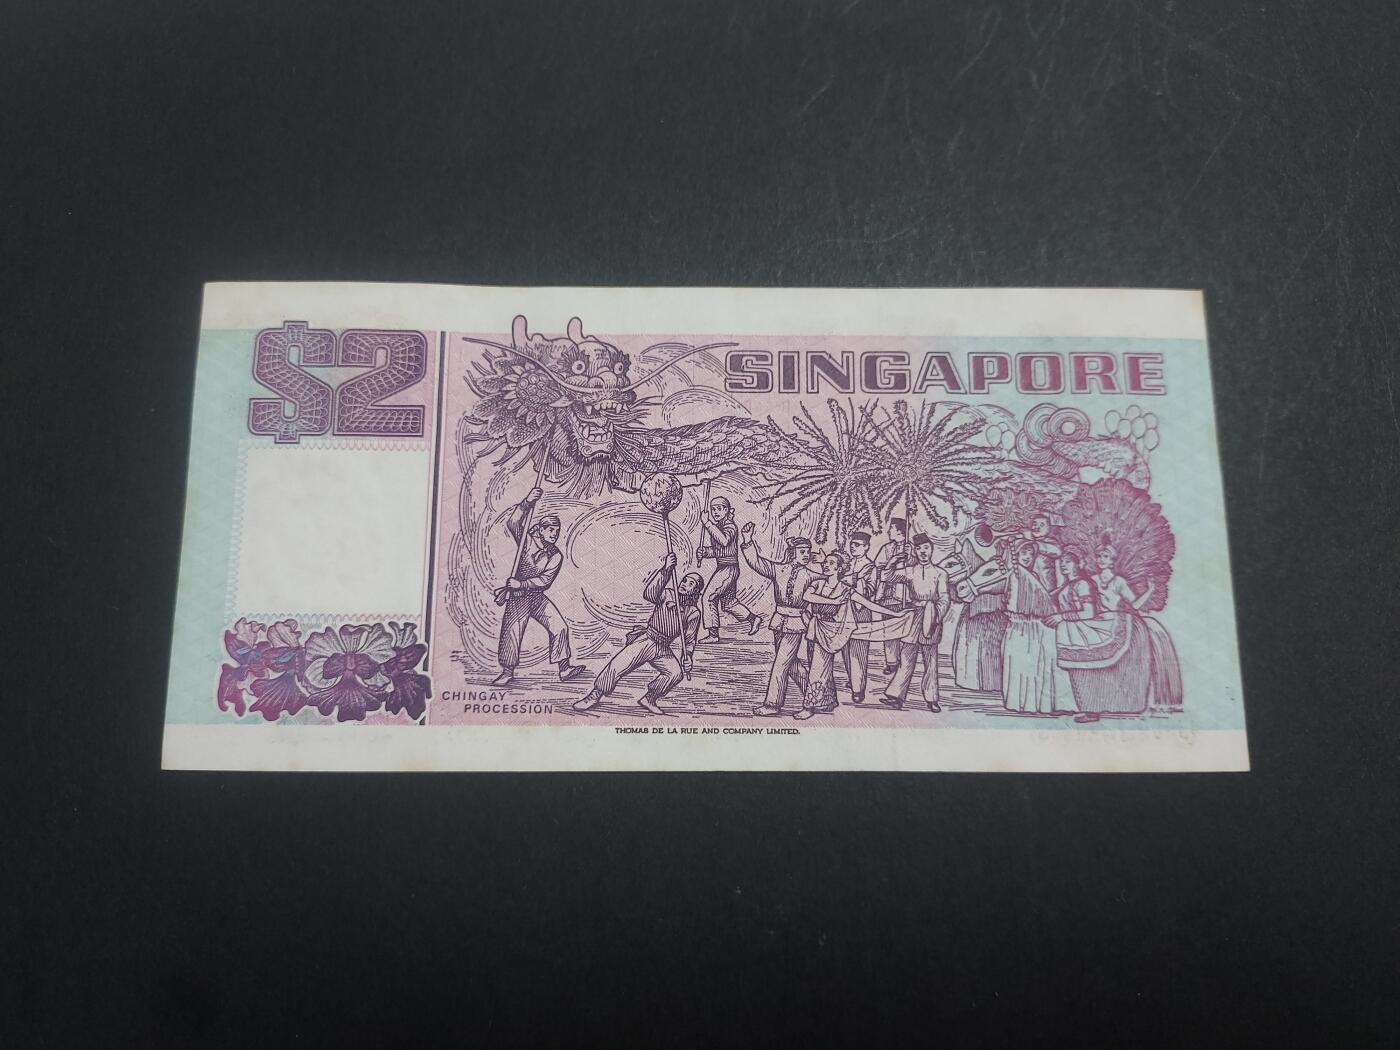 $2
SINGAPORE
CHINGAY
PROCESSION
THOMAS DE LA RUE AND COMPANY LIMITED.